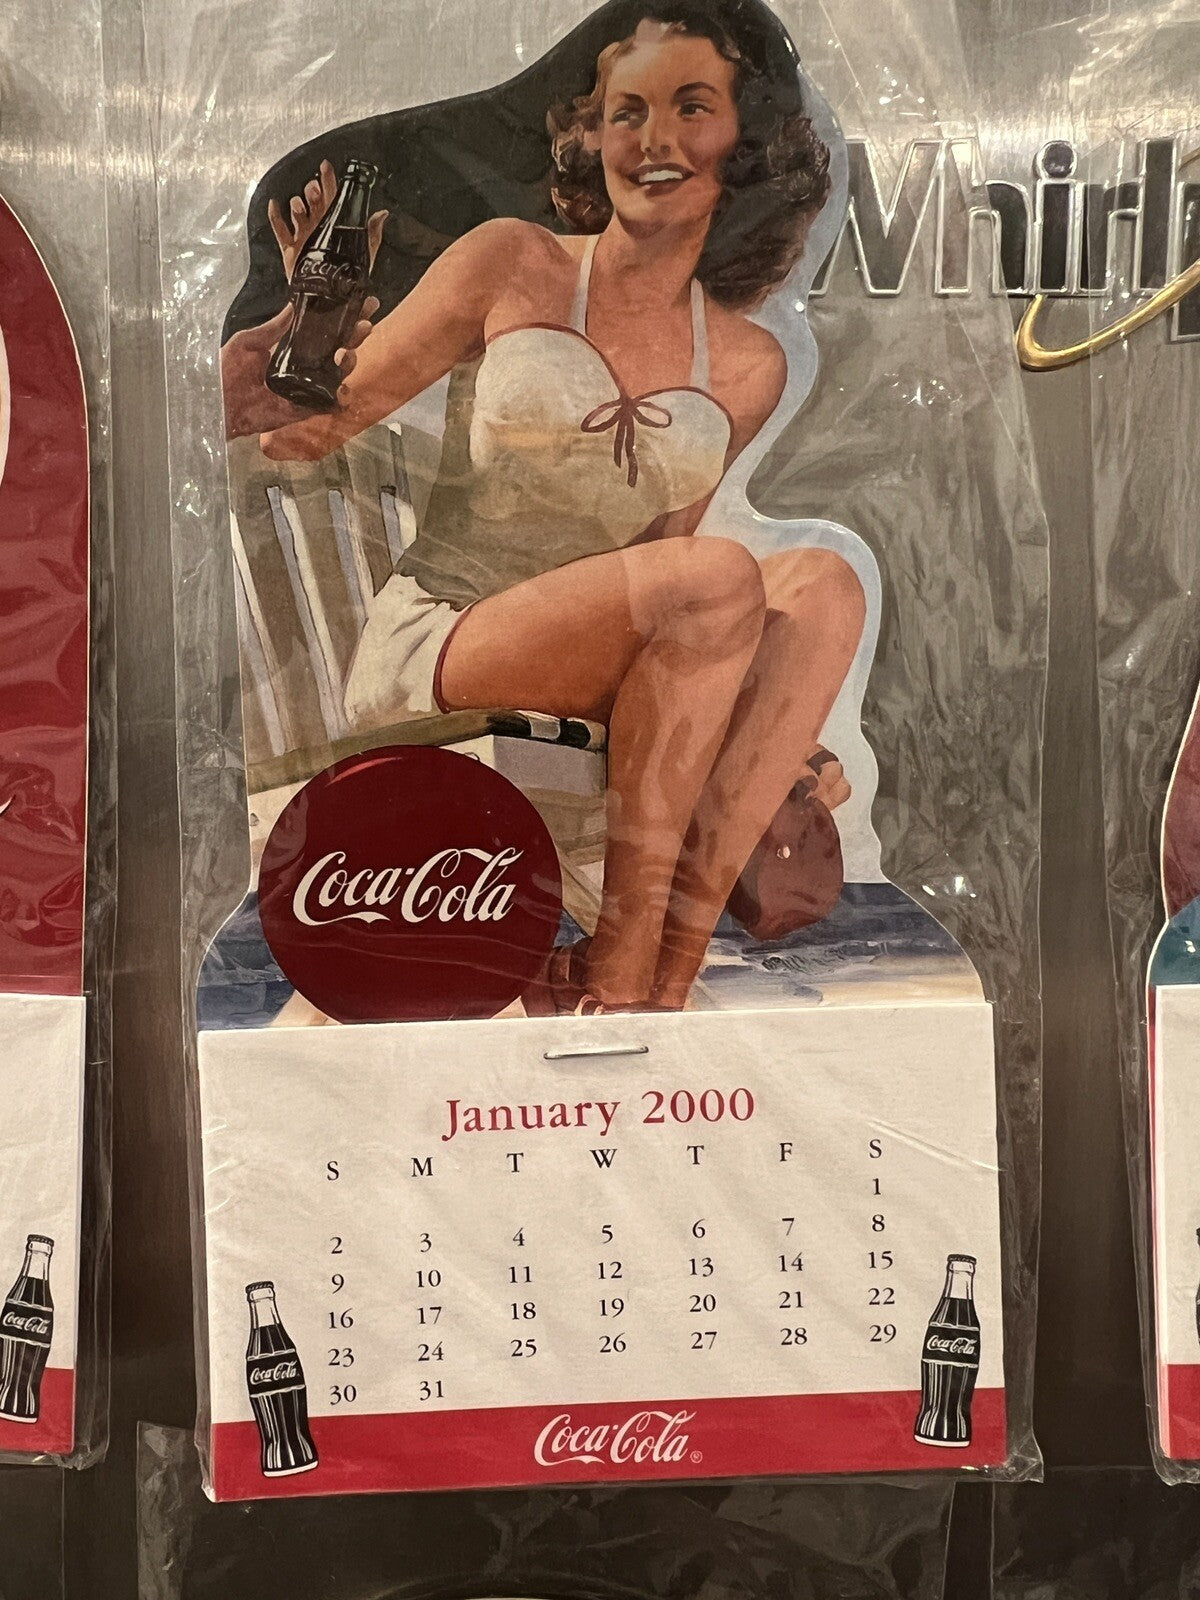 Coca-Cola
Whirlp
Coca-Cola
January 2000
S M T W T F S
1
2 3 4 5 6 7 8
9 10 11 12 13 14 15
16 17 18 19 20 21 22
23 24 25 26 27 28 29
30 31
Coca-Cola
Coca-Cola.
Coca-Cola
Coca-Cola®